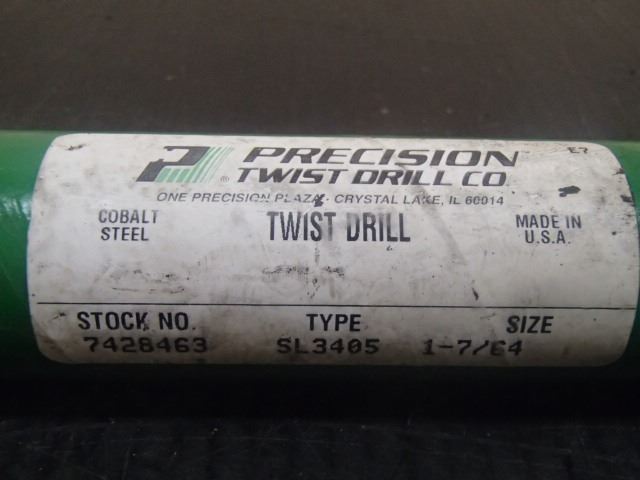 PRECISION
® TWIST DRILL CO.
ONE PRECISION PLAZA · CRYSTAL LAKE, IL 60014
COBALT STEEL
TWIST DRILL
MADE IN U.S.A.
STOCK NO. TYPE SIZE
7428463 SL3405 1-7/64